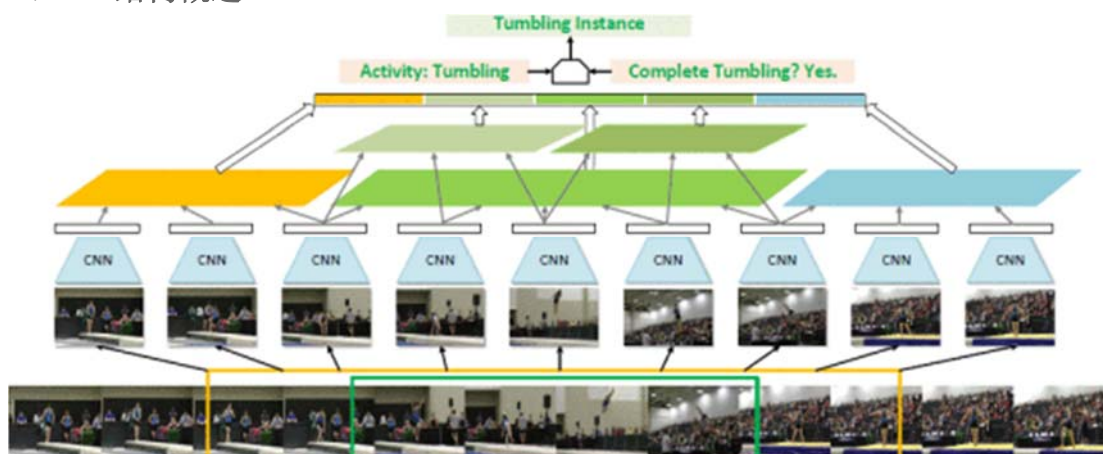 Tumbling Instance
Activity: Tumbling
Complete Tumbling? Yes.
CNN CNN CNN CNN CNN CNN CNN CNN CNN